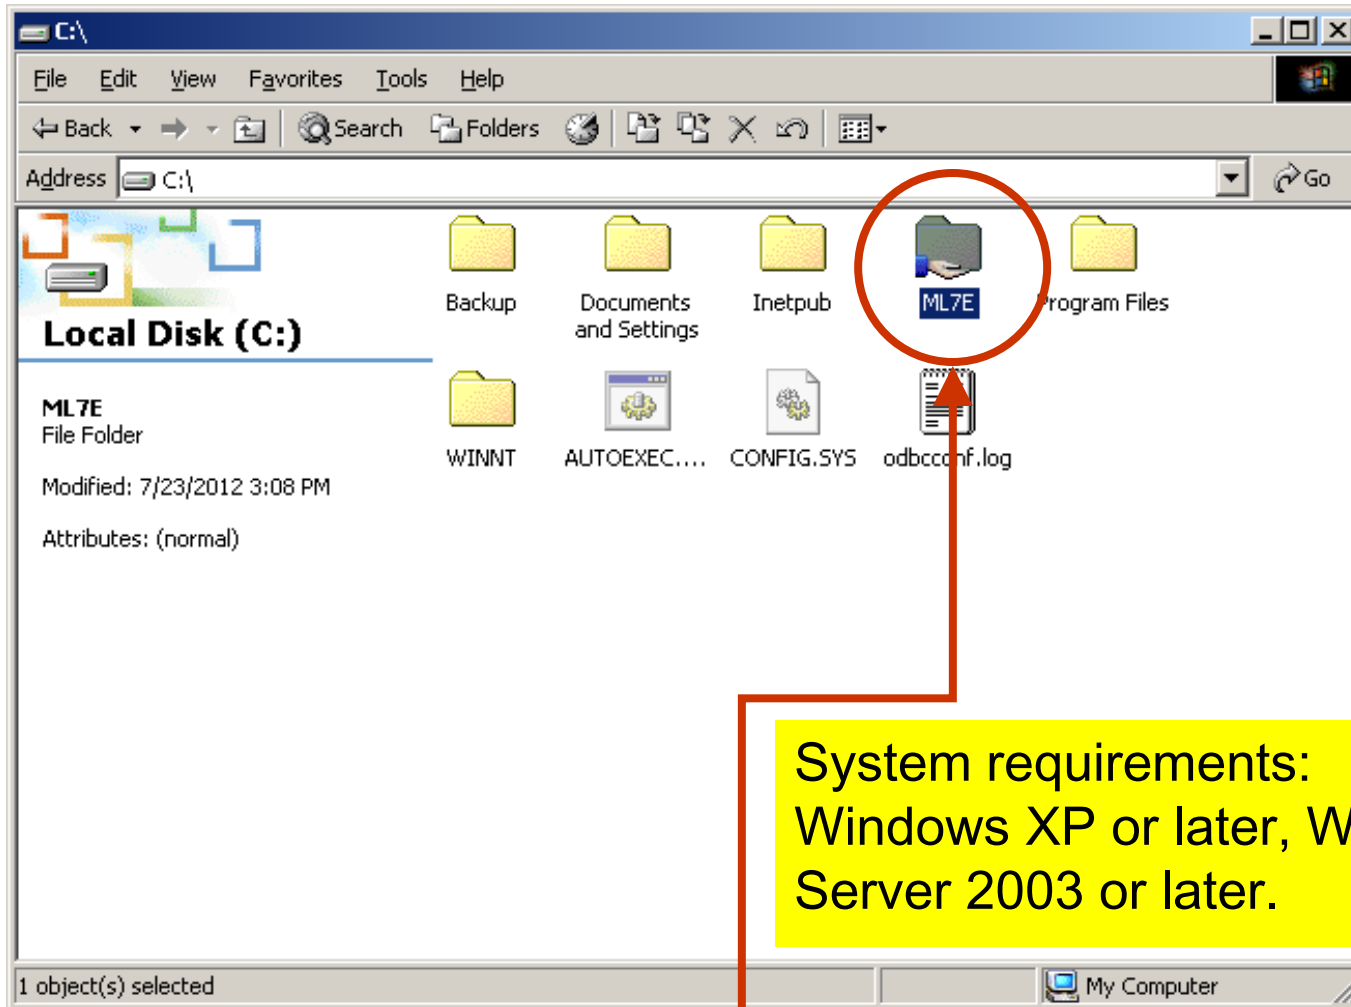 C:\
File Edit View Favorites Tools Help
Back Search Folders
Address C:\ Go
Local Disk (C:)
ML7E
File Folder
Modified: 7/23/2012 3:08 PM
Attributes: (normal)
Backup
Documents
and Settings
Inetpub
ML7E
Program Files
WINNT
AUTOEXEC....
CONFIG.SYS
odbcconf.log
System requirements:
Windows XP or later, W
Server 2003 or later.
1 object(s) selected
My Computer